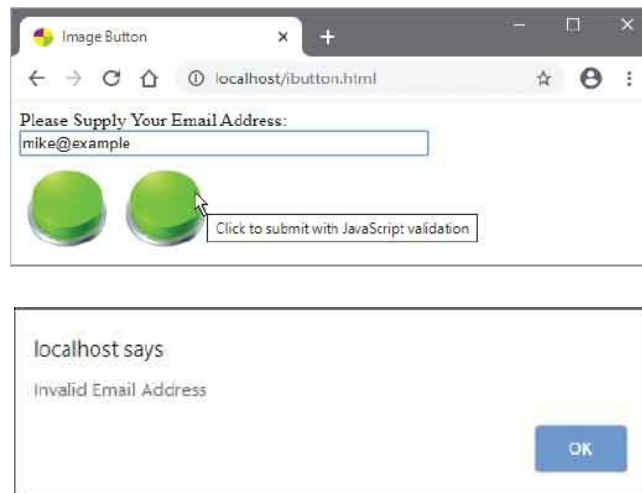 Image Button
localhost/ibutton.html
Please Supply Your Email Address:
mike@example
Click to submit with JavaScript validation
localhost says
Invalid Email Address
OK